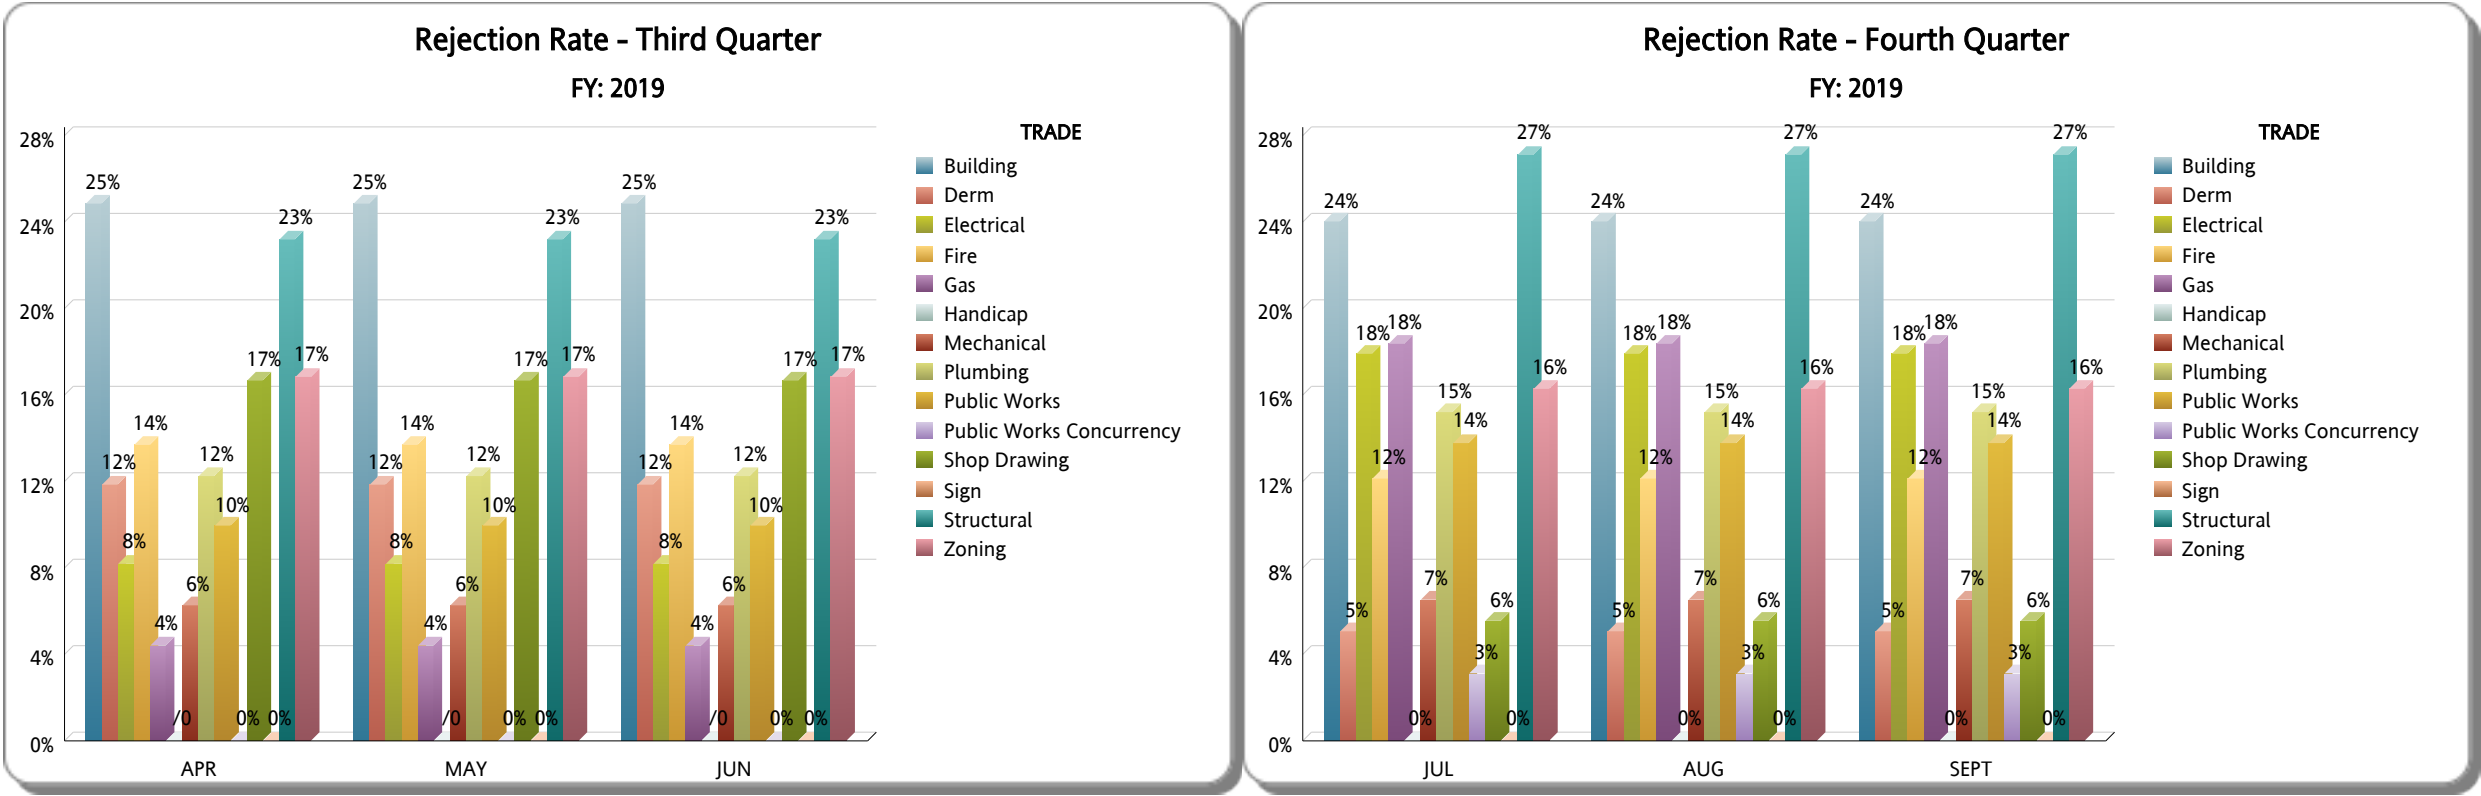 Rejection Rate - Third Quarter
FY: 2019
28%
24%
20%
16%
12%
8%
4%
0%
25%
12%
8%
14%
4%
/0
6%
12%
10%
0%
17%
0%
23%
17%
25%
12%
8%
14%
4%
/0
6%
12%
10%
0%
17%
0%
23%
17%
25%
12%
8%
14%
4%
/0
6%
12%
10%
0%
17%
0%
23%
17%
APR
MAY
JUN
TRADE
Building
Derm
Electrical
Fire
Gas
Handicap
Mechanical
Plumbing
Public Works
Public Works Concurrency
Shop Drawing
Sign
Structural
Zoning
Rejection Rate - Fourth Quarter
FY: 2019
28%
24%
20%
16%
12%
8%
4%
0%
24%
5%
18%
12%
18%
0%
7%
15%
14%
3%
6%
0%
27%
16%
24%
5%
18%
12%
18%
0%
7%
15%
14%
3%
6%
0%
27%
16%
24%
5%
18%
12%
18%
0%
7%
15%
14%
3%
6%
0%
27%
16%
JUL
AUG
SEPT
TRADE
Building
Derm
Electrical
Fire
Gas
Handicap
Mechanical
Plumbing
Public Works
Public Works Concurrency
Shop Drawing
Sign
Structural
Zoning